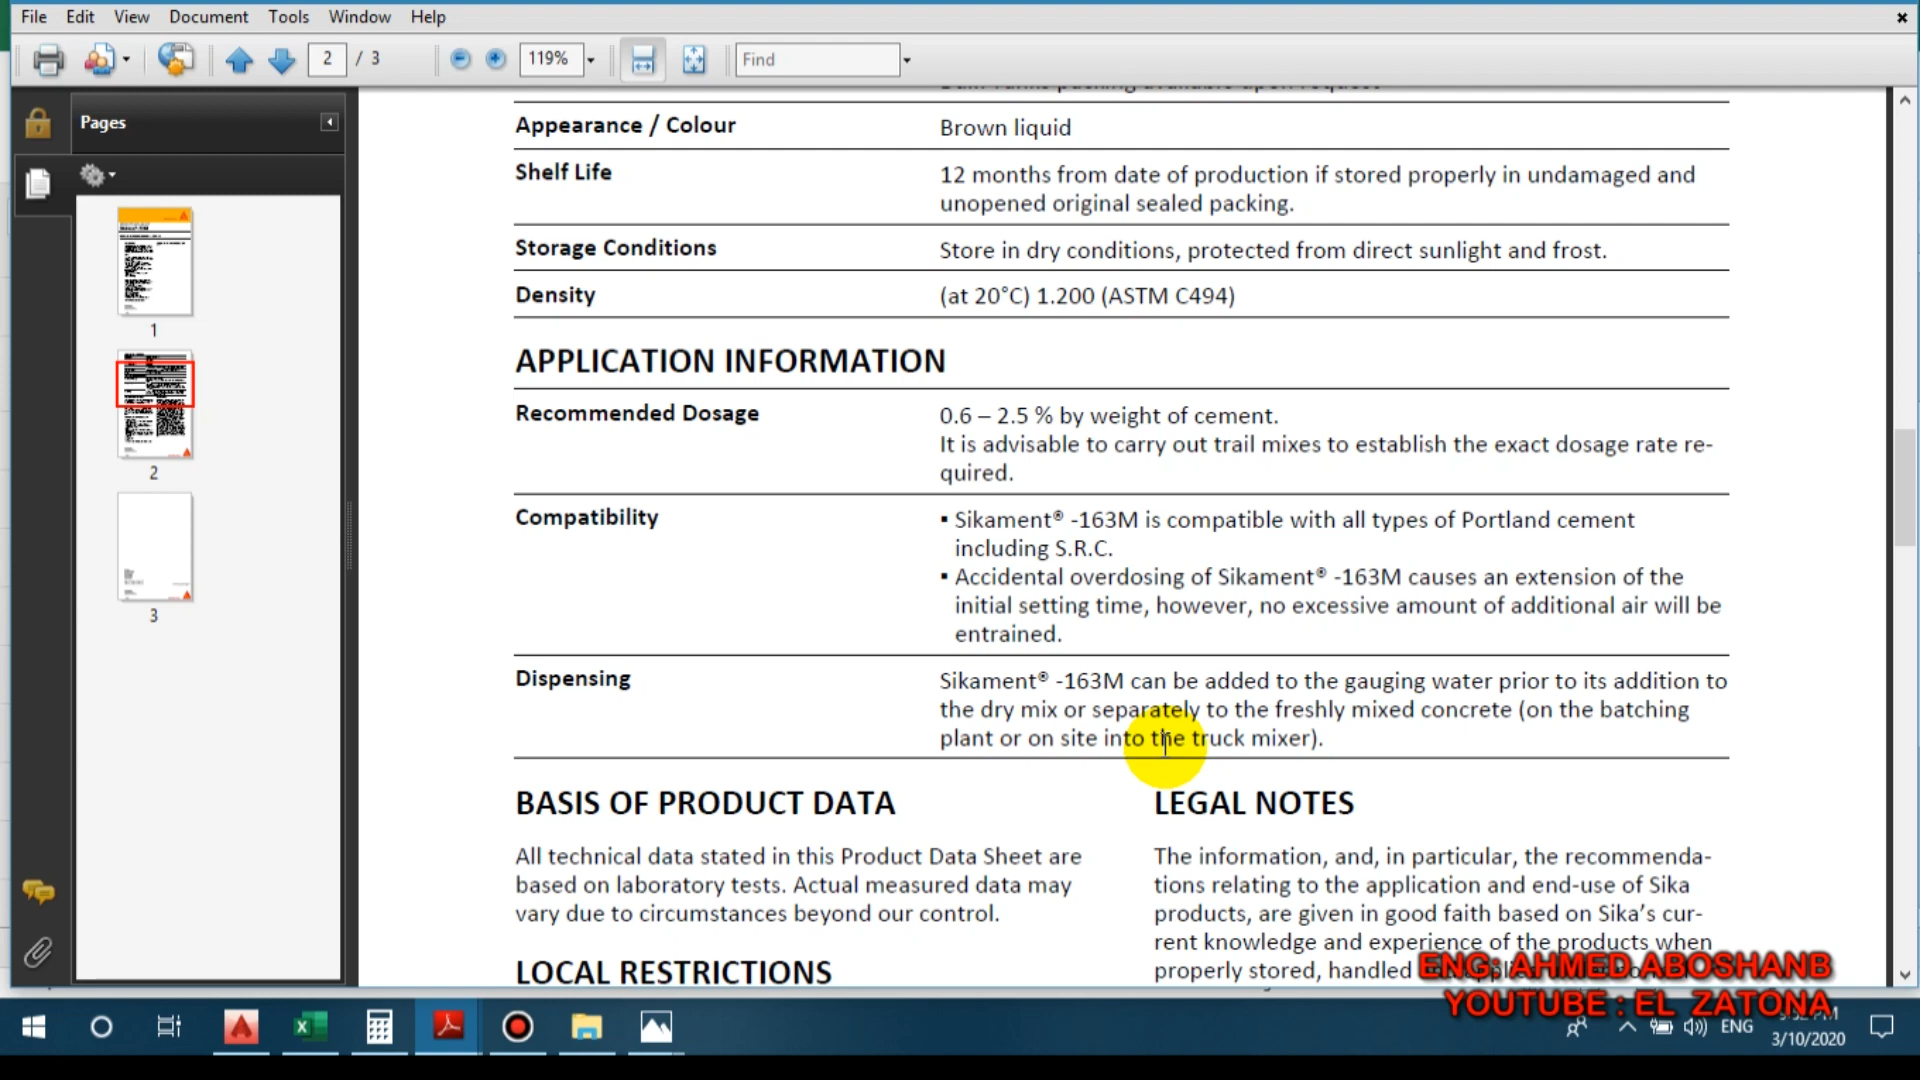 File Edit View Document Tools Window Help
2 / 3 119% Find
Pages
1
2
3
Appearance / Colour Brown liquid
Shelf Life 12 months from date of production if stored properly in undamaged and
unopened original sealed packing.
Storage Conditions Store in dry conditions, protected from direct sunlight and frost.
Density (at 20°C) 1.200 (ASTM C494)
APPLICATION INFORMATION
Recommended Dosage 0.6 – 2.5 % by weight of cement.
It is advisable to carry out trail mixes to establish the exact dosage rate re-
quired.
Compatibility ▪ Sikament® -163M is compatible with all types of Portland cement
including S.R.C.
▪ Accidental overdosing of Sikament® -163M causes an extension of the
initial setting time, however, no excessive amount of additional air will be
entrained.
Dispensing Sikament® -163M can be added to the gauging water prior to its addition to
the dry mix or separately to the freshly mixed concrete (on the batching
plant or on site into the truck mixer).
BASIS OF PRODUCT DATA
All technical data stated in this Product Data Sheet are
based on laboratory tests. Actual measured data may
vary due to circumstances beyond our control.
LOCAL RESTRICTIONS
LEGAL NOTES
The information, and, in particular, the recommenda-
tions relating to the application and end-use of Sika
products, are given in good faith based on Sika's cur-
rent knowledge and experience of the products when
properly stored, handled
ENG: AHMED ABOSHANB
YOUTUBE : EL ZATONA
ENG
3/10/2020